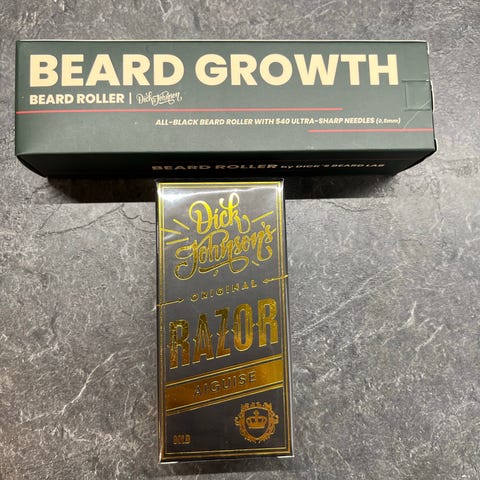 BEARD GROWTH
BEARD ROLLER | Dick Johnson
ALL-BLACK BEARD ROLLER WITH 540 ULTRA-SHARP NEEDLES (0,5mm)
BEARD ROLLER by DICK'S BEARD LAB
Dick
Johnson's
ORIGINAL
RAZOR
AIGUISE
GOLD